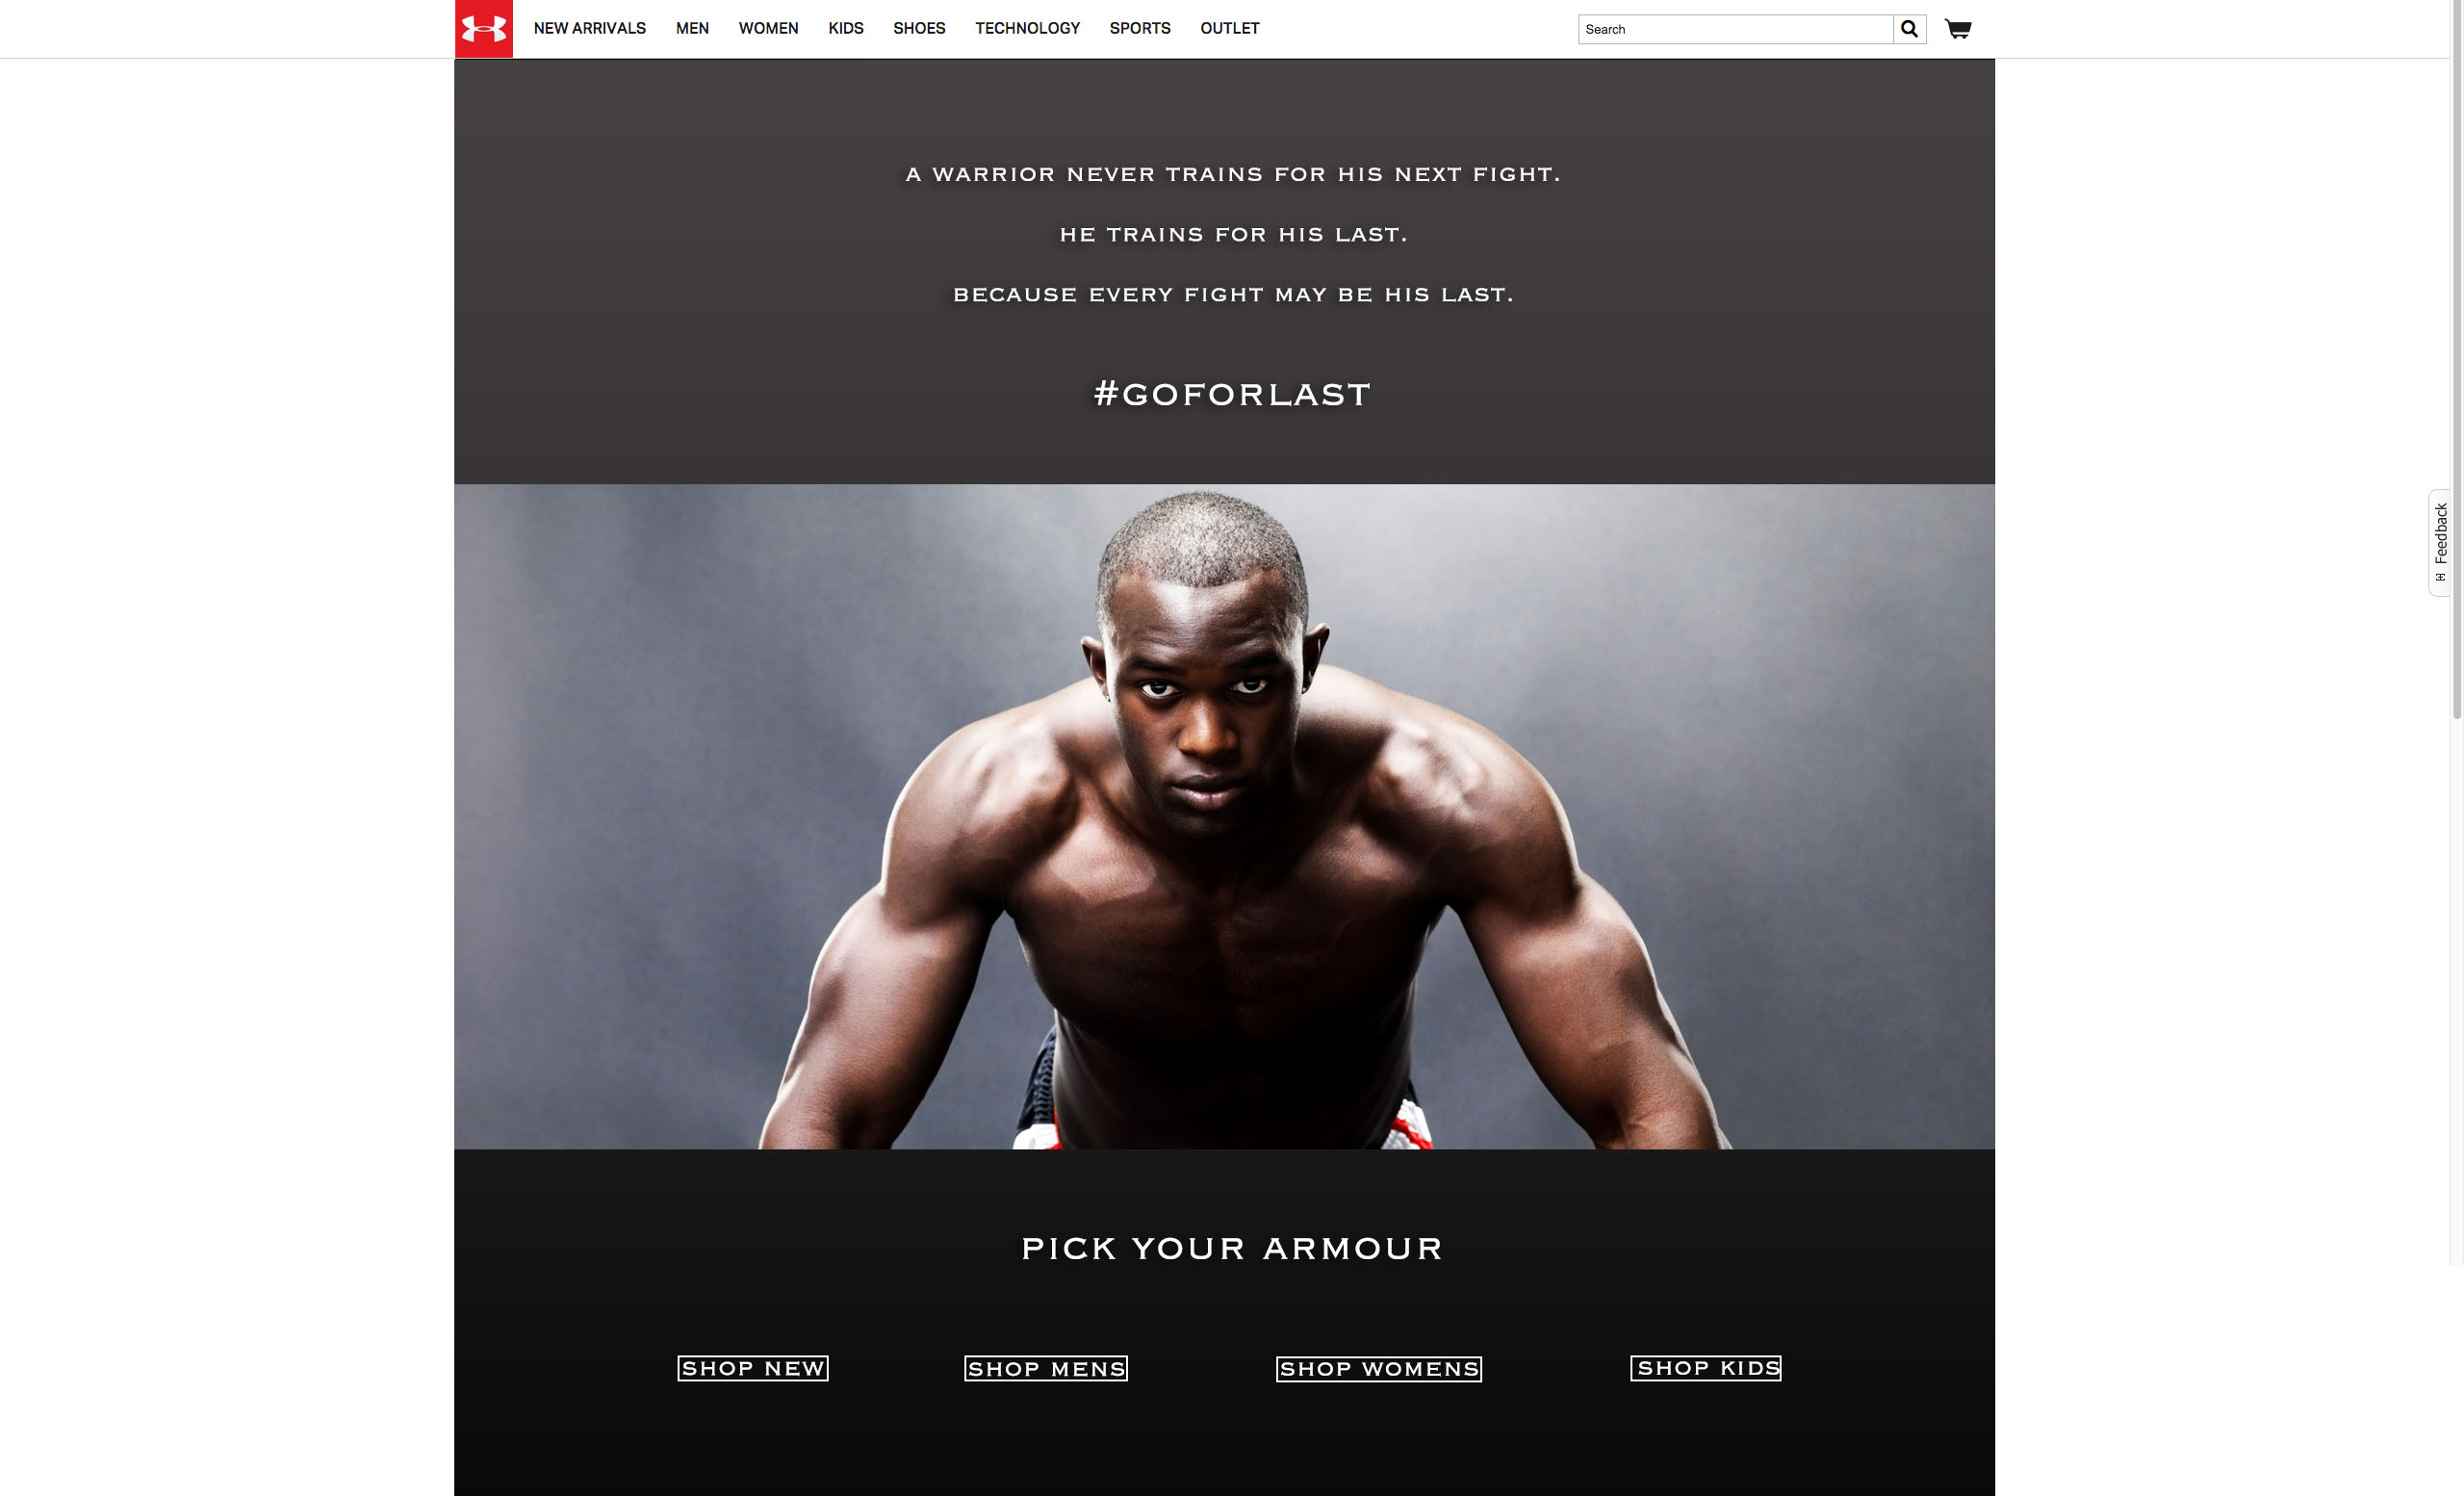 NEW ARRIVALS MEN WOMEN KIDS SHOES TECHNOLOGY SPORTS OUTLET Search
A WARRIOR NEVER TRAINS FOR HIS NEXT FIGHT.
HE TRAINS FOR HIS LAST.
BECAUSE EVERY FIGHT MAY BE HIS LAST.
#GOFORLAST
Feedback
PICK YOUR ARMOUR
SHOP NEW SHOP MENS SHOP WOMENS SHOP KIDS